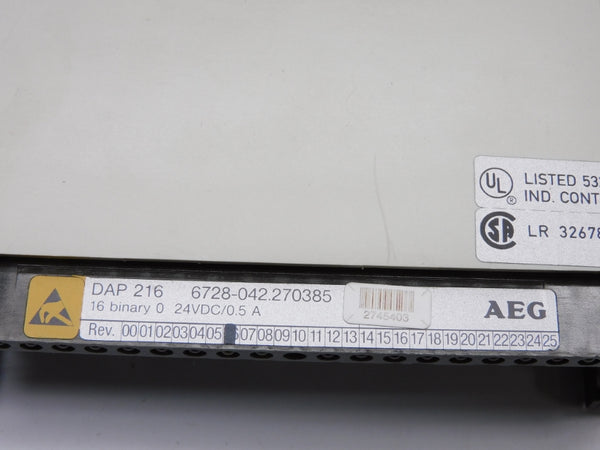 UL ® LISTED 53
IND. CONT
LR 32678
DAP 216 6728-042.270385
16 binary 0 24VDC/0.5 A
2745403
AEG
Rev. 00 01 02 03 04 05 07 08 09 10 11 12 13 14 15 16 17 18 19 20 21 22 23 24 25